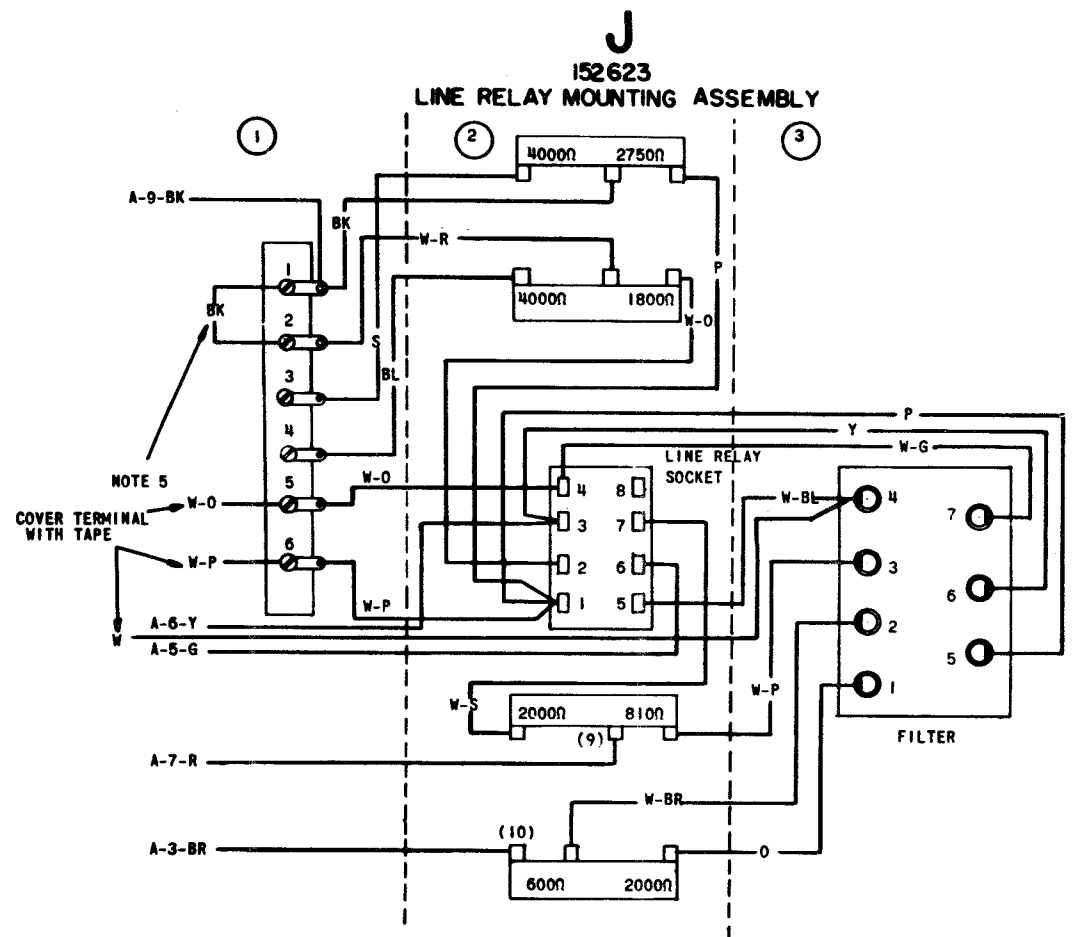 J
152623
LINE RELAY MOUNTING ASSEMBLY
1
2
3
4000Ω 2750Ω
A-9-BK
BK
W-R
P
1
4000Ω 1800Ω
BK
W-O
2
S
BL
3
4
P
Y
W-G
LINE RELAY
SOCKET
NOTE 5
5
W-O
W-O
COVER TERMINAL
WITH TAPE
4 8
W-BL
4
7
3 7
6
W-P
2 6
3
6
W-P
1 5
2
5
A-6-Y
W
A-5-G
1
W-S
2000Ω 810Ω
W-P
(9)
FILTER
A-7-R
W-BR
(10)
A-3-BR
O
600Ω 2000Ω